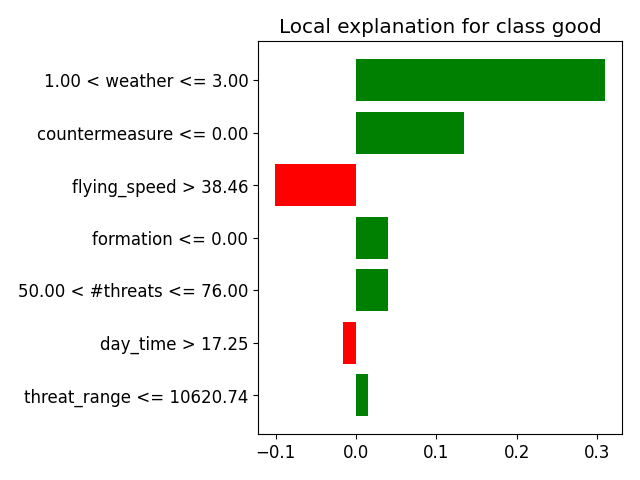 Local explanation for class good
1.00 < weather <= 3.00
countermeasure <= 0.00
flying_speed > 38.46
formation <= 0.00
50.00 < #threats <= 76.00
day_time > 17.25
threat_range <= 10620.74
−0.1 0.0 0.1 0.2 0.3